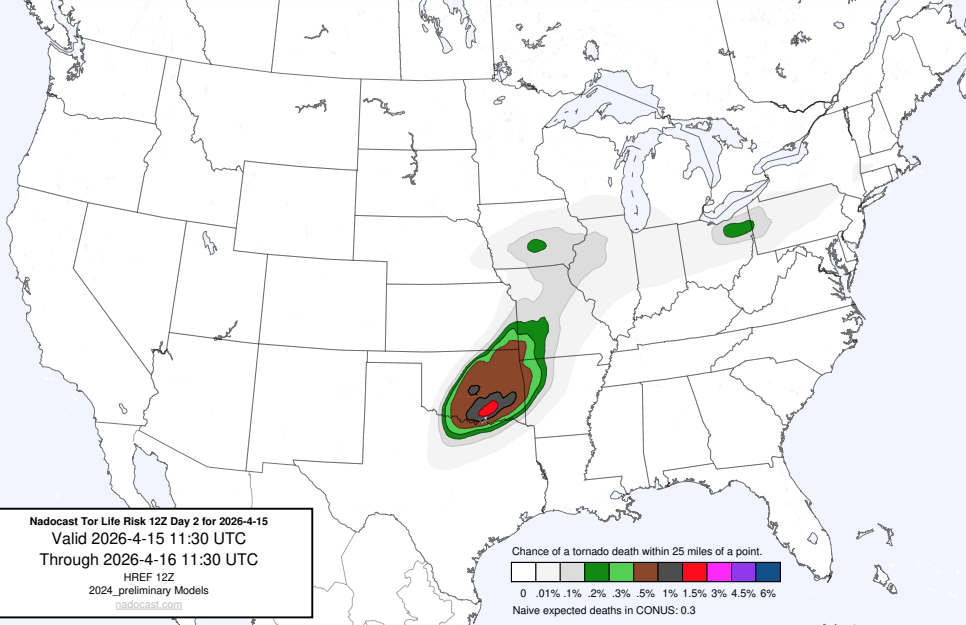 Nadocast Tor Life Risk 12Z Day 2 for 2026-4-15
Valid 2026-4-15 11:30 UTC
Through 2026-4-16 11:30 UTC
HREF 12Z
2024_preliminary Models
nadocast.com
Chance of a tornado death within 25 miles of a point.
0 .01% .1% .2% .3% .5% 1% 1.5% 3% 4.5% 6%
Naive expected deaths in CONUS: 0.3